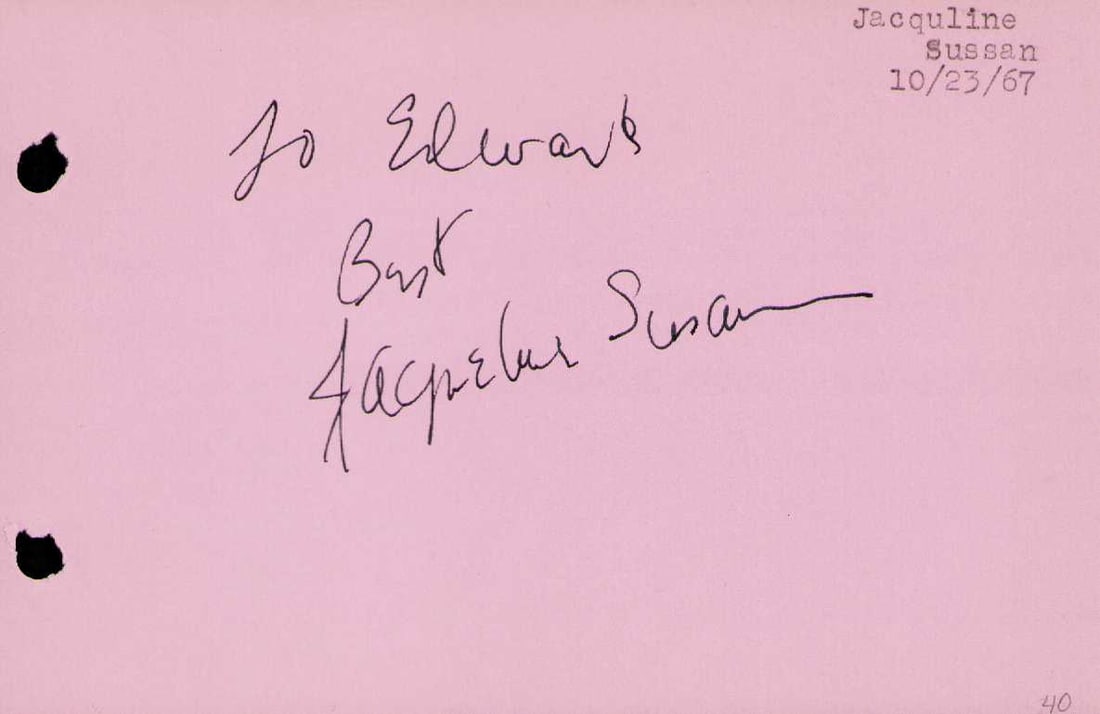 Jacquline
Sussan
10/23/67
To Edward
Best
Jacqueline Susann
40